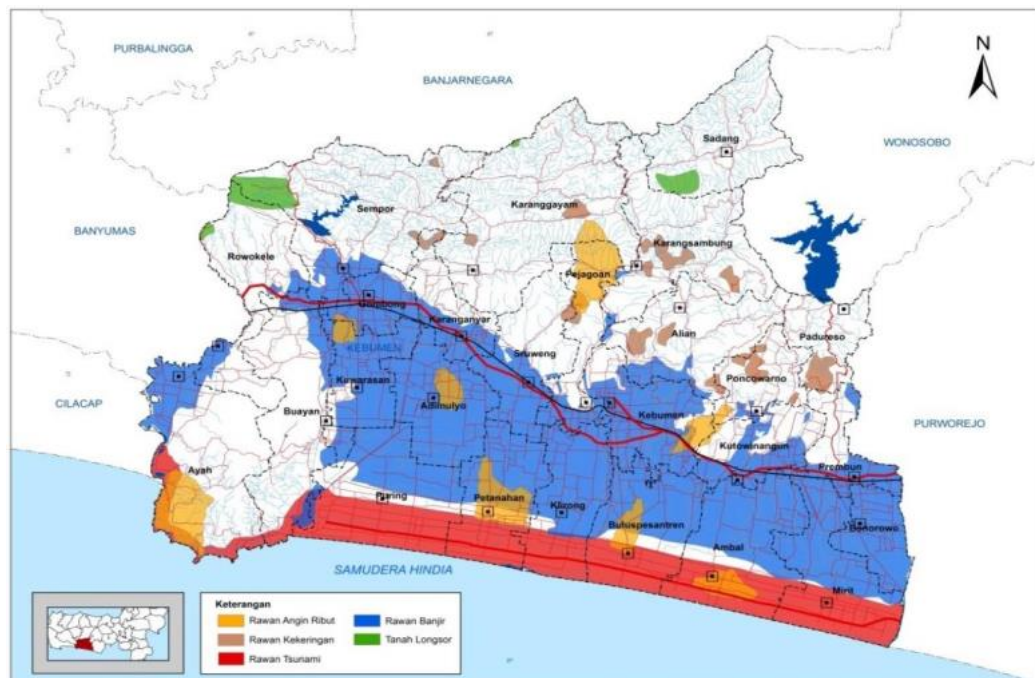 PURBALINGGA
BANJARNEGARA
N
WONOSOBO
Sadang
Sempor
Karanggayam
BANYUMAS
Rowokele
Karangsambung
Pejagoan
Gombong
Karanganyar
Alian
Padureso
KEBUMEN
Sruweng
Poncowarno
Kuwarasan
Adimulyo
CILACAP
Buayan
Kebumen
PURWOREJO
Kutowinangun
Ayah
Prembun
Puring
Petanahan
Klirong
Bonorowo
Buluspesantren
Ambal
Mirit
SAMUDERA HINDIA
Keterangan
Rawan Angin Ribut
Rawan Banjir
Rawan Kekeringan
Tanah Longsor
Rawan Tsunami